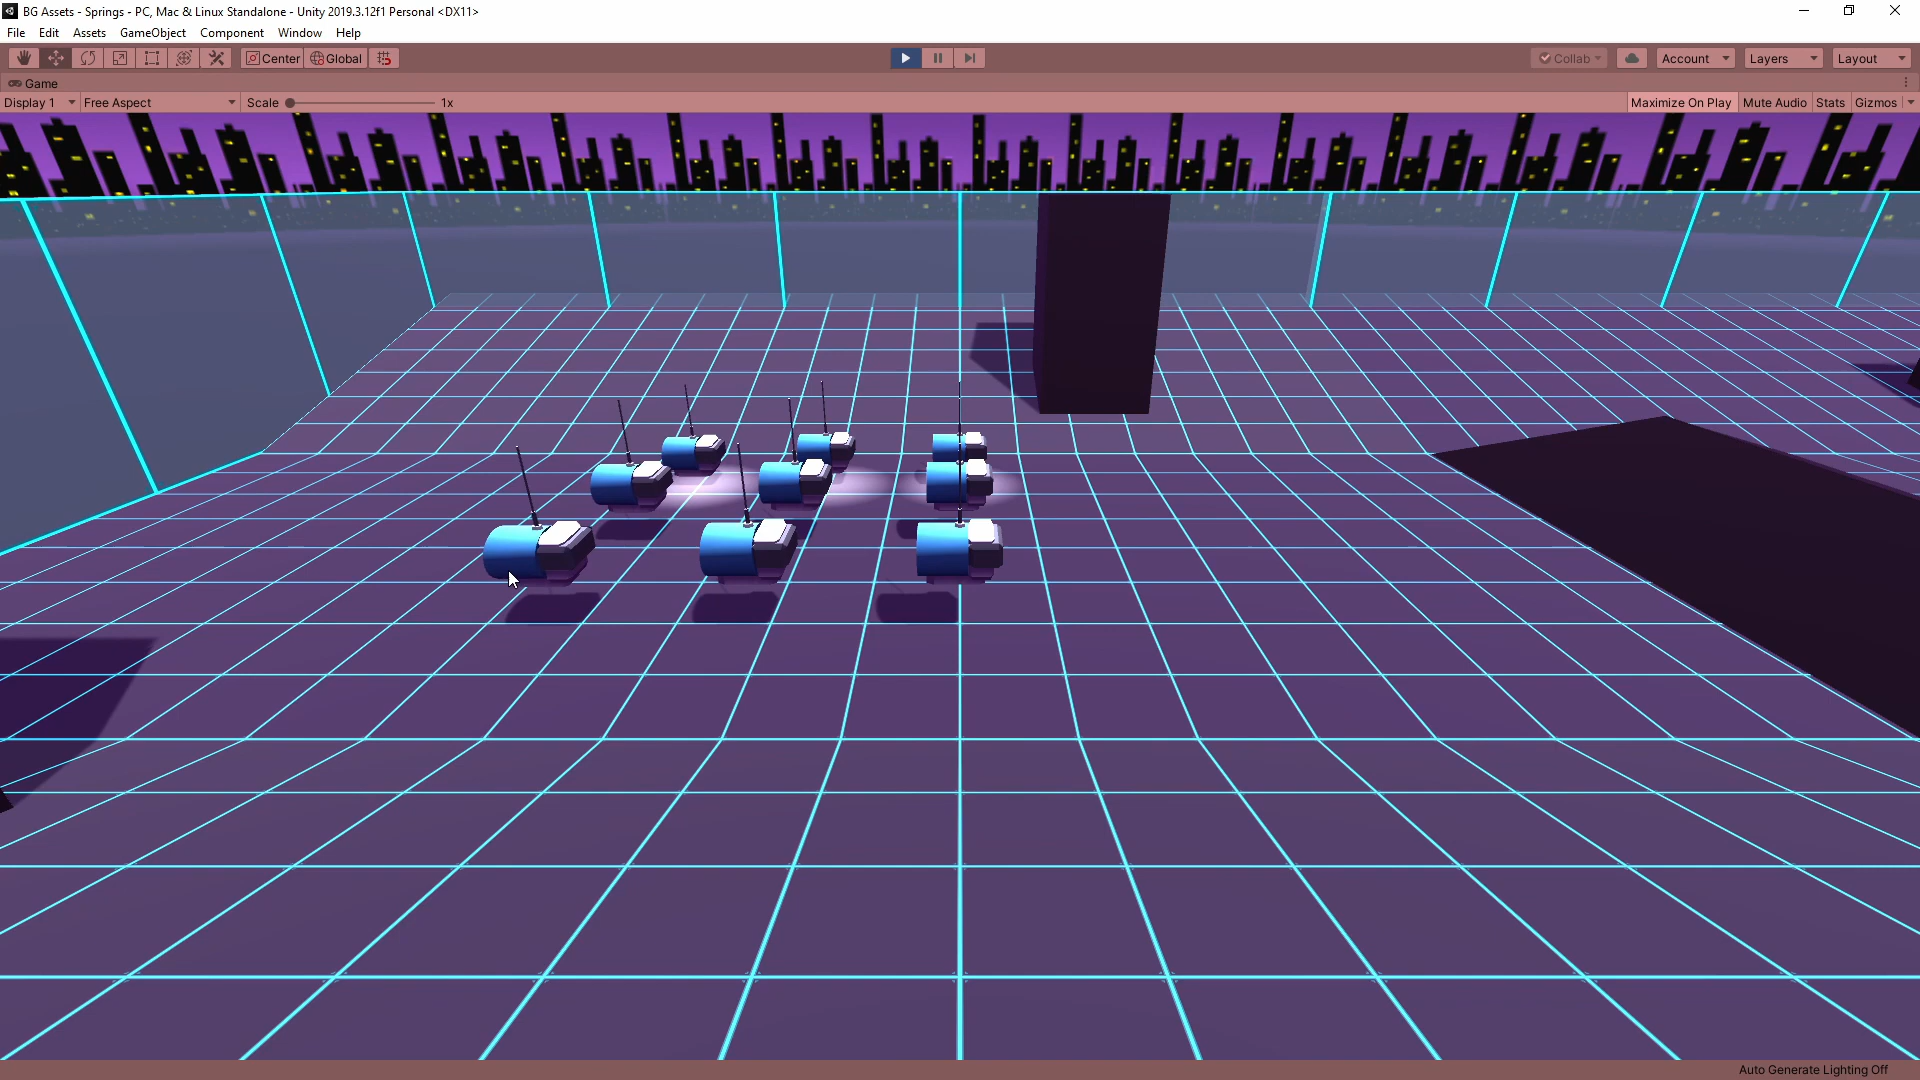 BG Assets - Springs - PC, Mac & Linux Standalone - Unity 2019.3.12f1 Personal <DX11>
File Edit Assets GameObject Component Window Help
Center Global Collab Account Layers Layout
Game
Display 1 Free Aspect Scale 1x Maximize On Play Mute Audio Stats Gizmos
Auto Generate Lighting Off